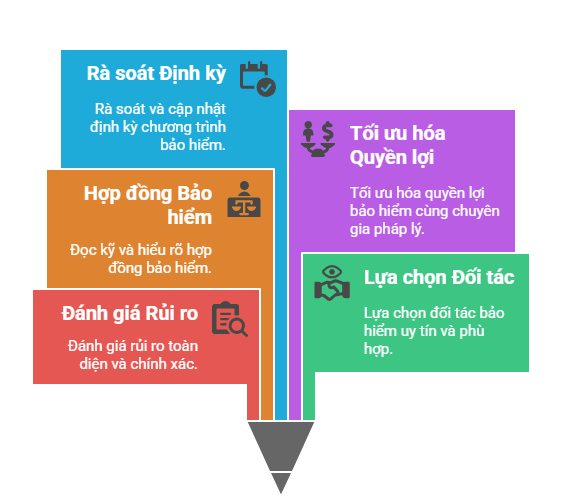 Rà soát Định kỳ
Rà soát và cập nhật
định kỳ chương trình
bảo hiểm.
Tối ưu hóa
Quyền lợi
Tối ưu hóa quyền lợi
bảo hiểm cùng chuyên
gia pháp lý.
Hợp đồng Bảo
hiểm
Đọc kỹ và hiểu rõ hợp
đồng bảo hiểm.
Lựa chọn Đối tác
Lựa chọn đối tác bảo
hiểm uy tín và phù
hợp.
Đánh giá Rủi ro
Đánh giá rủi ro toàn
diện và chính xác.